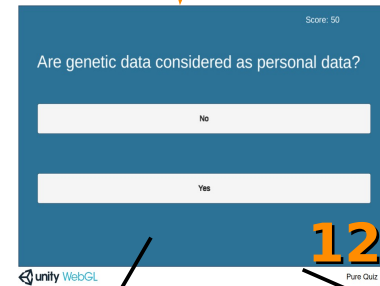 Score: 50
Are genetic data considered as personal data?
No
Yes
12
unity WebGL
Pure Quiz